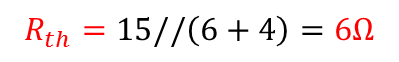 R_th = 15//(6 + 4) = 6Ω